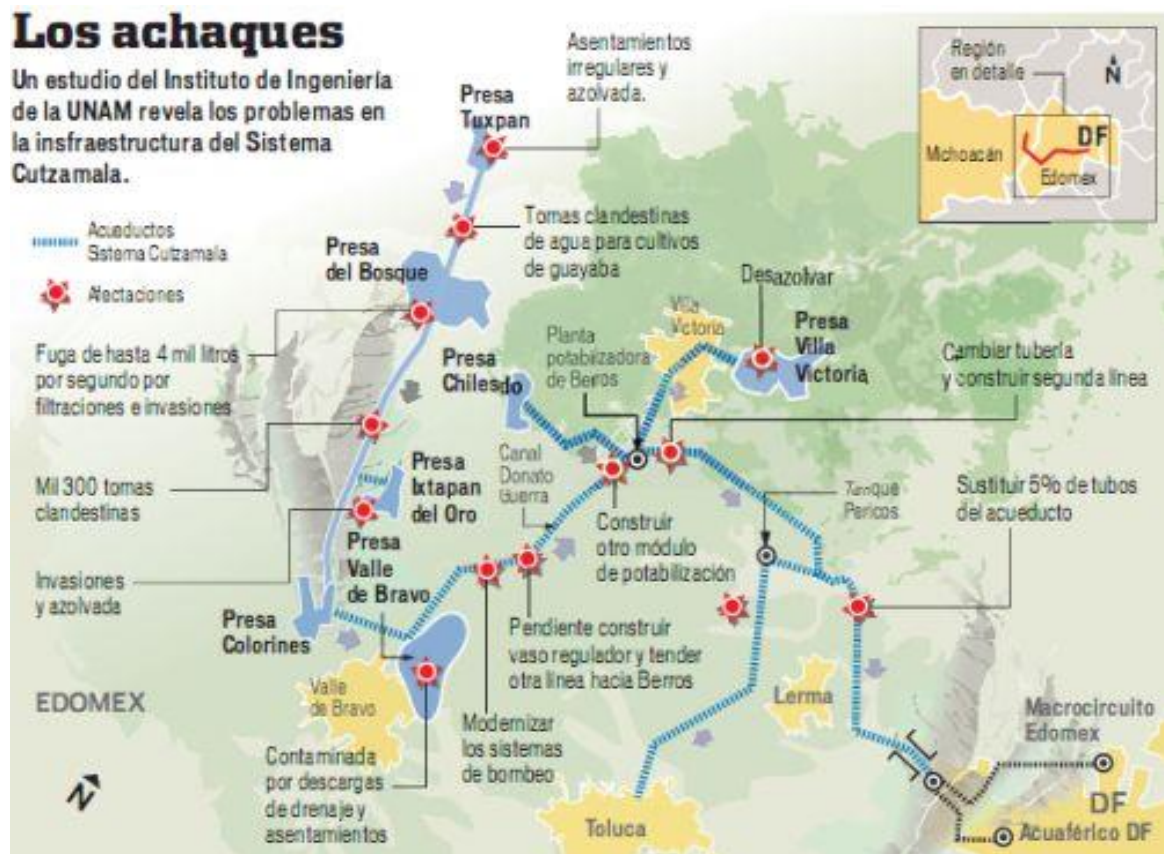 Los achaques
Un estudio del Instituto de Ingeniería
de la UNAM revela los problemas en
la insfraestructura del Sistema
Cutzamala.
Acueductos
Sistema Cutzamala
Afectaciones
Presa
Tuxpan
Asentamientos
irregulares y
azolvada.
Región
en detalle
N
Michoacán
DF
Edomex
Tomas clandestinas
de agua para cultivos
de guayaba
Presa
del Bosque
Fuga de hasta 4 mil litros
por segundo por
filtraciones e invasiones
Presa
Chilesdo
Planta
potabilizadora
de Berros
Villa
Victoria
Desazolvar
Presa
Villa
Victoria
Cambiar tubería
y construir segunda línea
Mil 300 tomas
clandestinas
Presa
Ixtapan
del Oro
Canal
Donato
Guerra
Construir
otro módulo
de potabilización
Tanque
Pericos
Sustituir 5% de tubos
del acueducto
Invasiones
y azolvada
Presa
Valle
de Bravo
Presa
Colorines
Pendiente construir
vaso regulador y tender
otra línea hacia Berros
EDOMEX
Valle
de Bravo
Modernizar
los sistemas
de bombeo
Lerma
Macrocircuito
Edomex
N
Contaminada
por descargas
de drenaje y
asentamientos
Toluca
DF
Acuaférico DF